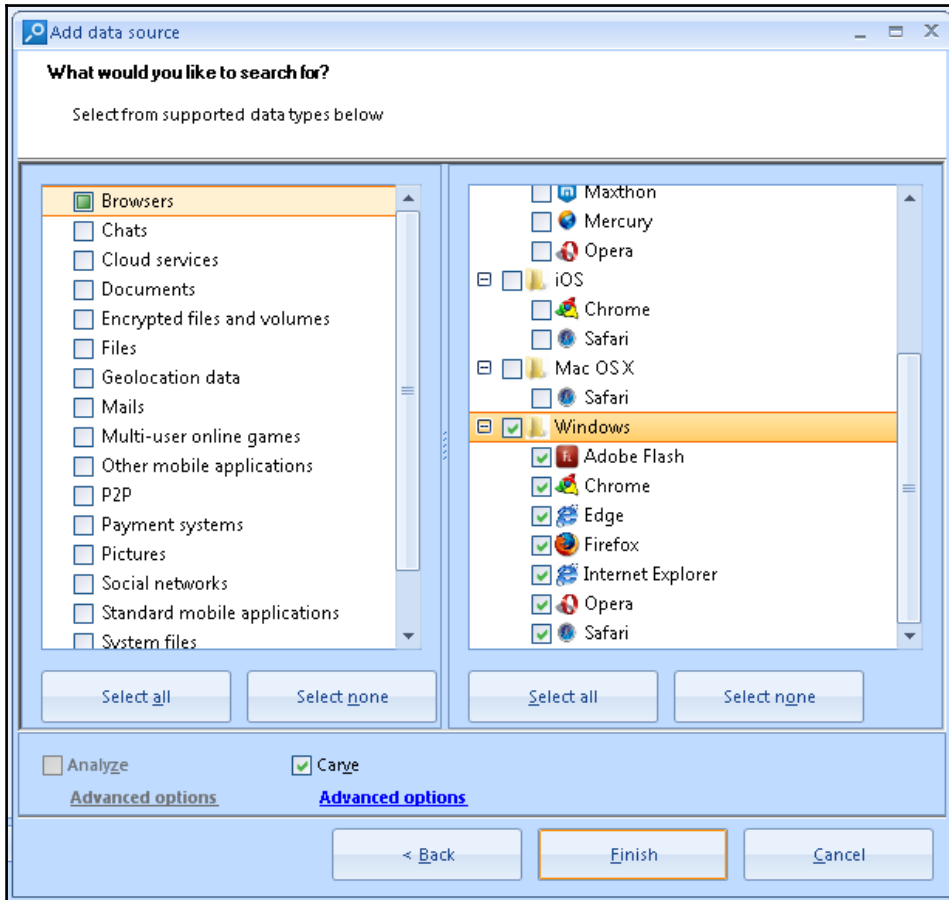 Add data source
What would you like to search for?
Select from supported data types below
Browsers
Chats
Cloud services
Documents
Encrypted files and volumes
Files
Geolocation data
Mails
Multi-user online games
Other mobile applications
P2P
Payment systems
Pictures
Social networks
Standard mobile applications
System files
Select all
Select none
Maxthon
Mercury
Opera
iOS
Chrome
Safari
Mac OS X
Safari
Windows
Adobe Flash
Chrome
Edge
Firefox
Internet Explorer
Opera
Safari
Select all
Select none
Analyze
Carve
Advanced options
Advanced options
< Back
Finish
Cancel